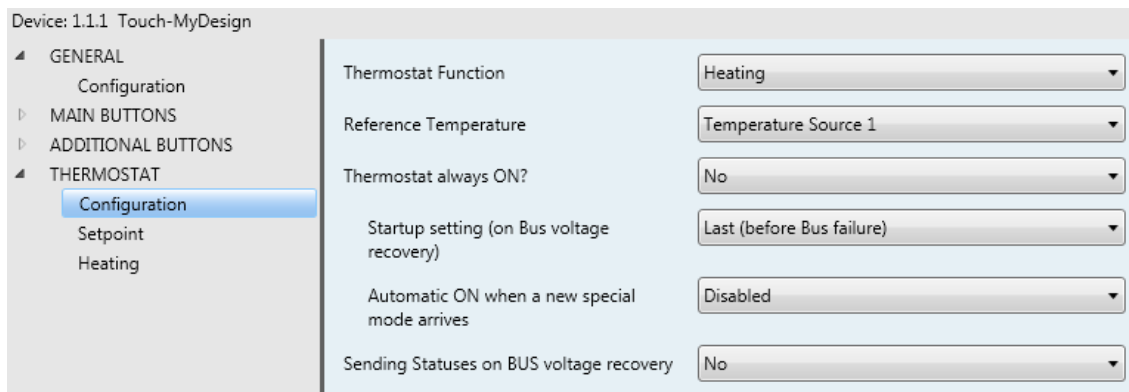 Device: 1.1.1 Touch-MyDesign
GENERAL
Configuration
MAIN BUTTONS
ADDITIONAL BUTTONS
THERMOSTAT
Configuration
Setpoint
Heating
Thermostat Function
Heating
Reference Temperature
Temperature Source 1
Thermostat always ON?
No
Startup setting (on Bus voltage
recovery)
Last (before Bus failure)
Automatic ON when a new special
mode arrives
Disabled
Sending Statuses on BUS voltage recovery
No